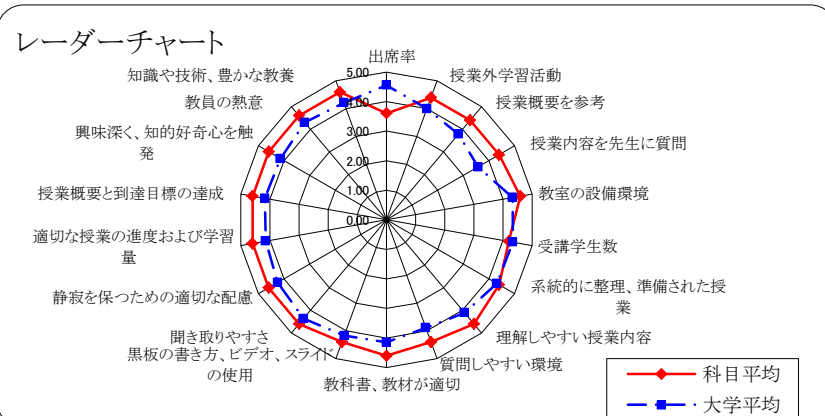 レーダーチャート
出席率
授業外学習活動
授業概要を参考
授業内容を先生に質問
教室の設備環境
受講学生数
系統的に整理、準備された授
業
理解しやすい授業内容
質問しやすい環境
教科書、教材が適切
黒板の書き方、ビデオ、スライド
の使用
聞き取りやすさ
静寂を保つための適切な配慮
適切な授業の進度および学習
量
授業概要と到達目標の達成
興味深く、知的好奇心を触
発
教員の熱意
知識や技術、豊かな教養
5.00
4.00
3.00
2.00
1.00
0.00
科目平均
大学平均